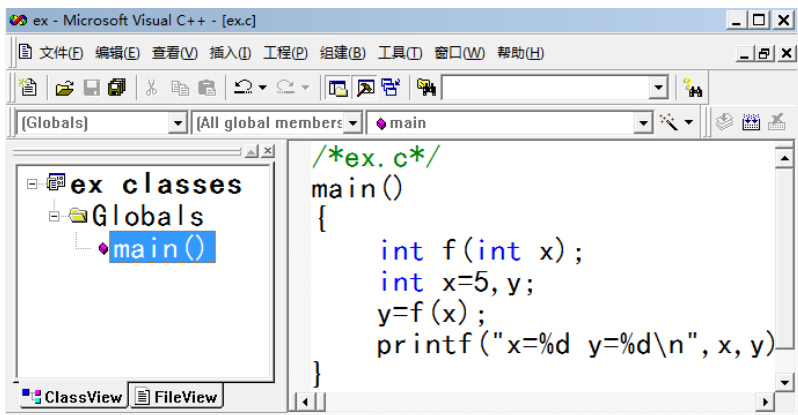 ex - Microsoft Visual C++ - [ex.c]
文件(F) 编辑(E) 查看(V) 插入(I) 工程(P) 组建(B) 工具(T) 窗口(W) 帮助(H)
(Globals) (All global members main
ex classes
Globals
main()
ClassView FileView
/*ex.c*/
main()
{
int f(int x);
int x=5,y;
y=f(x);
printf("x=%d y=%d\n",x,y)
}